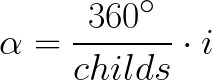 α = 360° / childs · i